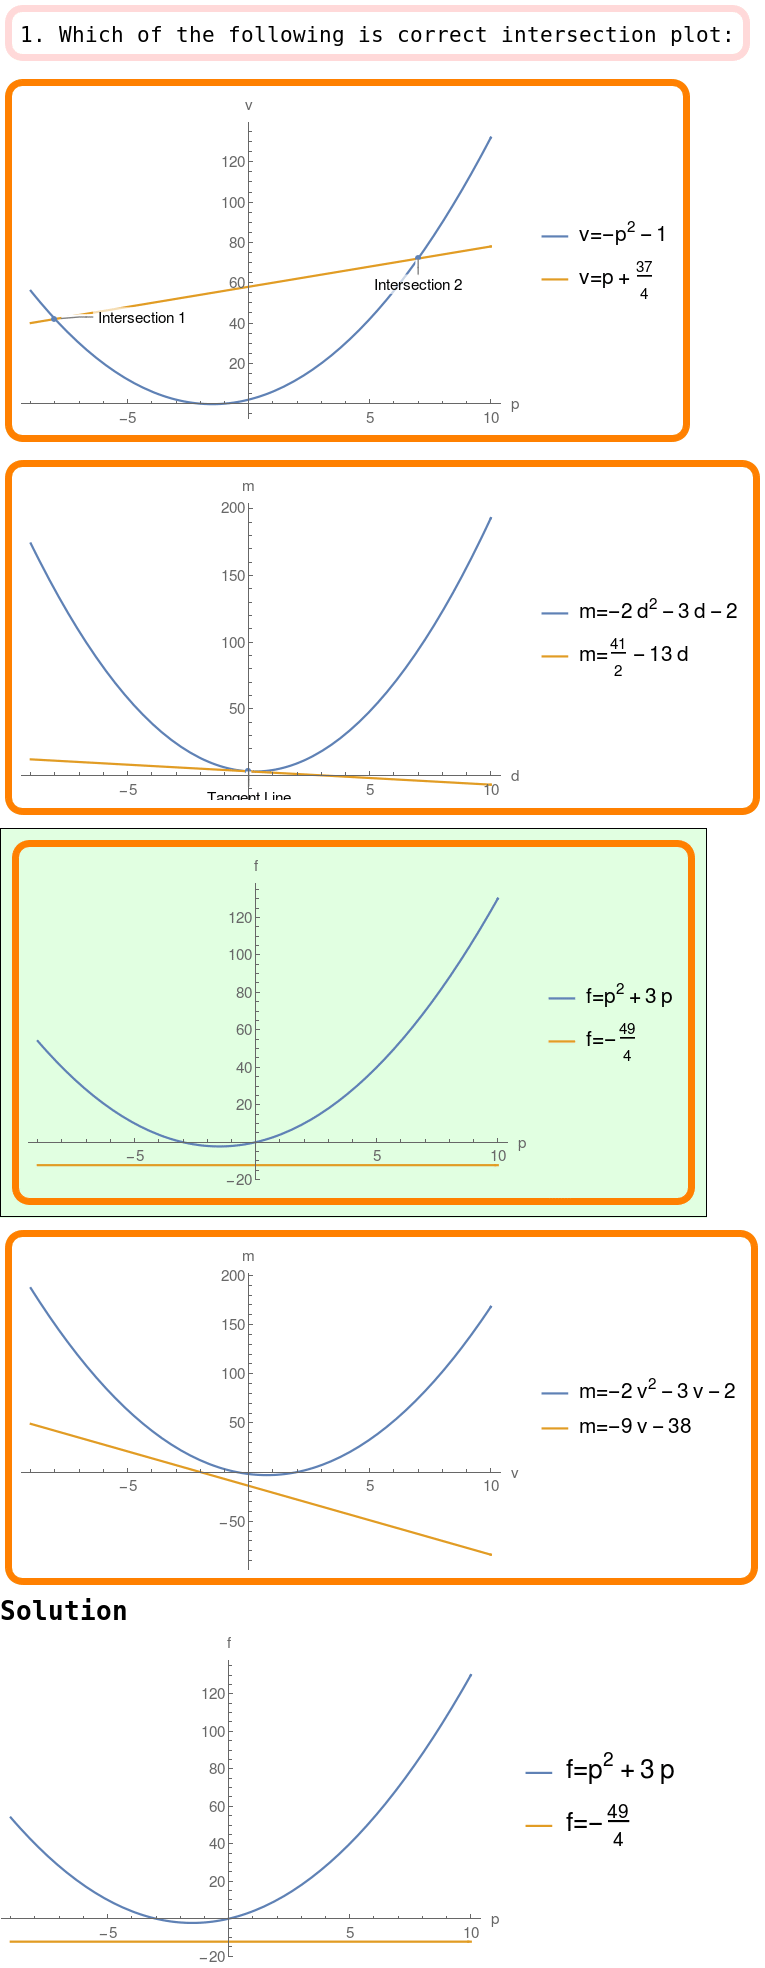 1. Which of the following is correct intersection plot:
v
120
100
80
60
40
20
−5
5
10
p
Intersection 1
Intersection 2
v=−p² − 1
v=p + 37/4
m
200
150
100
50
−5
5
10
d
Tangent Line
m=−2 d² − 3 d − 2
m=41/2 − 13 d
f
120
100
80
60
40
20
−20
−5
5
10
p
f=p² + 3 p
f=−49/4
m
200
150
100
50
−50
−5
5
10
v
m=−2 v² − 3 v − 2
m=−9 v − 38
Solution
f
120
100
80
60
40
20
−20
−5
5
10
p
f=p² + 3 p
f=−49/4